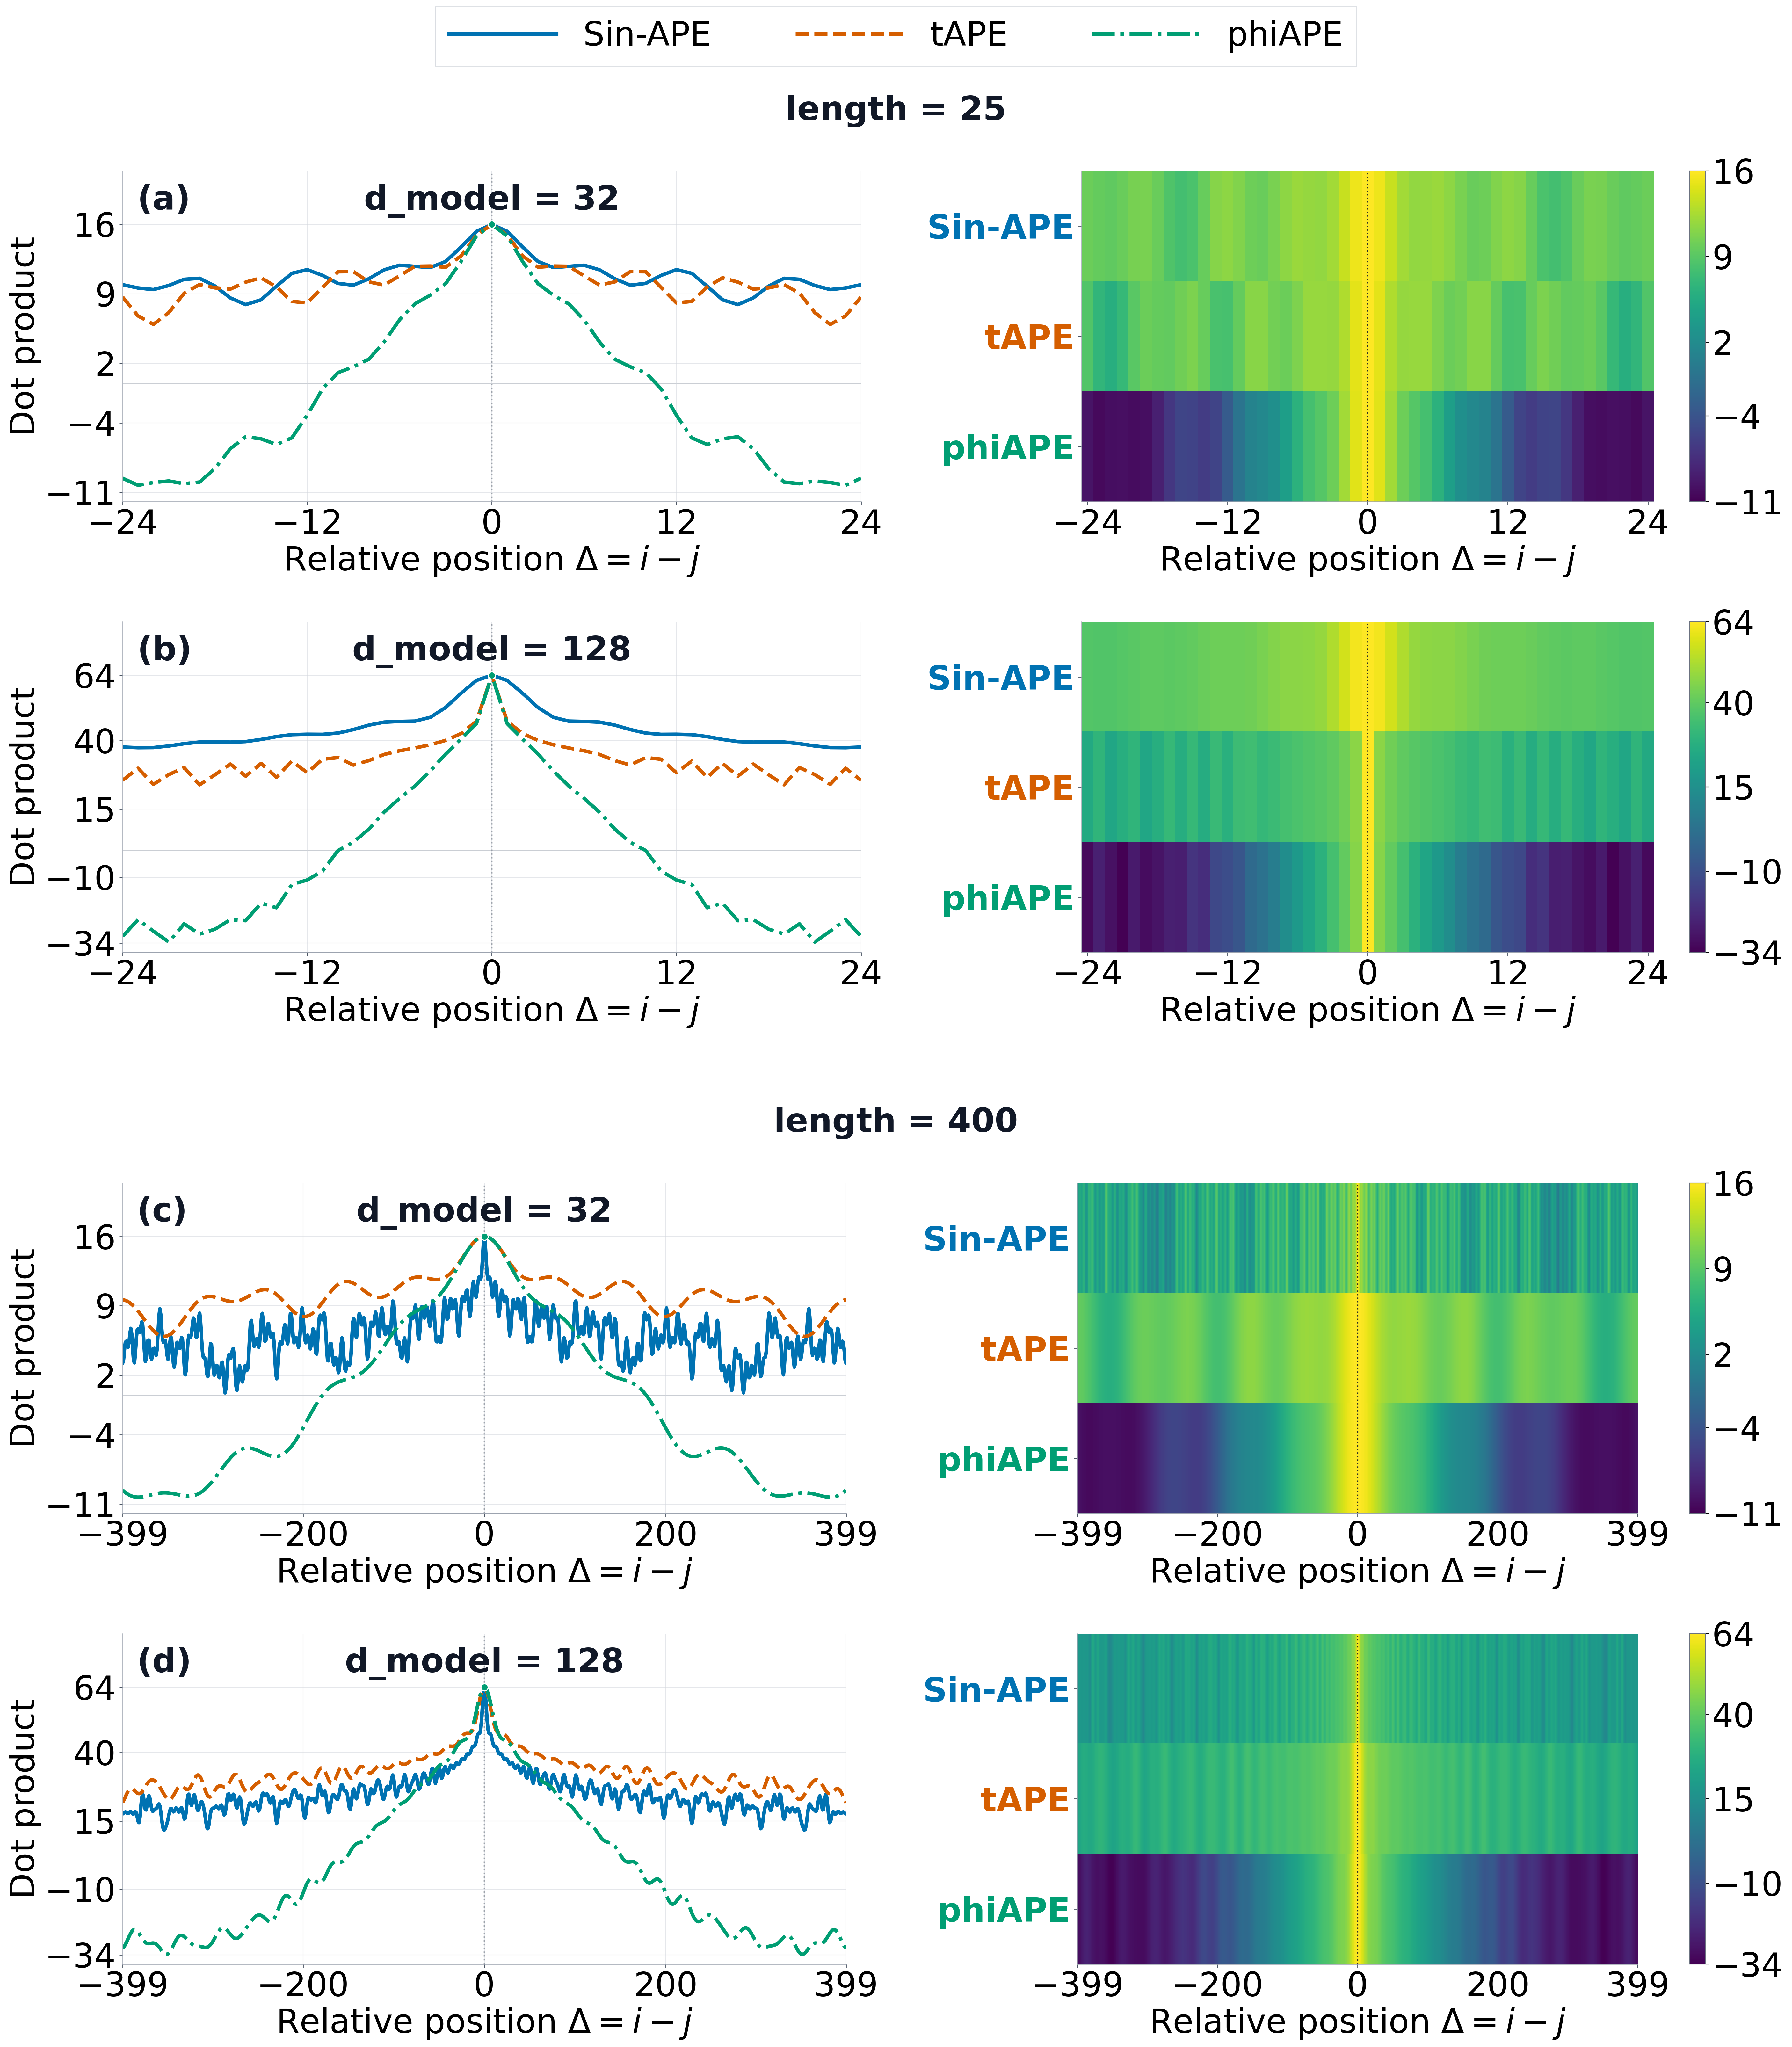 Sin-APE tAPE phiAPE
length = 25
(a) d_model = 32
Dot product
16
9
2
−4
−11
−24 −12 0 12 24
Relative position Δ = i − j
Sin-APE
tAPE
phiAPE
−24 −12 0 12 24
Relative position Δ = i − j
16
9
2
−4
−11
(b) d_model = 128
Dot product
64
40
15
−10
−34
−24 −12 0 12 24
Relative position Δ = i − j
Sin-APE
tAPE
phiAPE
−24 −12 0 12 24
Relative position Δ = i − j
64
40
15
−10
−34
length = 400
(c) d_model = 32
Dot product
16
9
2
−4
−11
−399 −200 0 200 399
Relative position Δ = i − j
Sin-APE
tAPE
phiAPE
−399 −200 0 200 399
Relative position Δ = i − j
16
9
2
−4
−11
(d) d_model = 128
Dot product
64
40
15
−10
−34
−399 −200 0 200 399
Relative position Δ = i − j
Sin-APE
tAPE
phiAPE
−399 −200 0 200 399
Relative position Δ = i − j
64
40
15
−10
−34